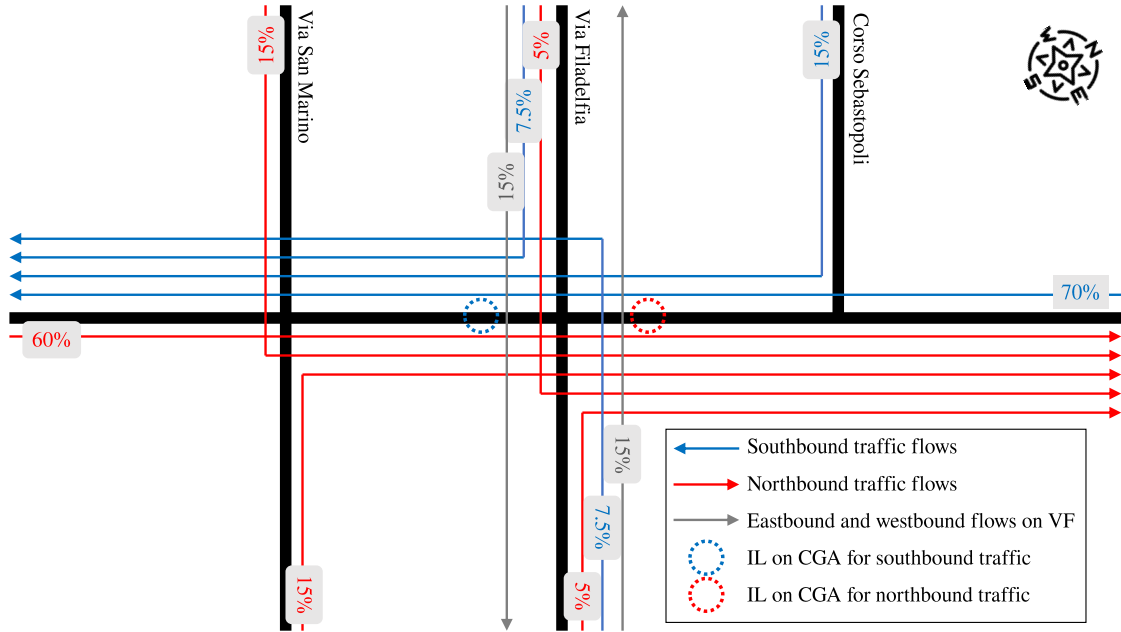 15%
Via San Marino
7.5%
5%
Via Filadelfia
15%
15%
Corso Sebastopoli
N
E
S
W
70%
60%
15%
15%
7.5%
5%
15%
Southbound traffic flows
Northbound traffic flows
Eastbound and westbound flows on VF
IL on CGA for southbound traffic
IL on CGA for northbound traffic